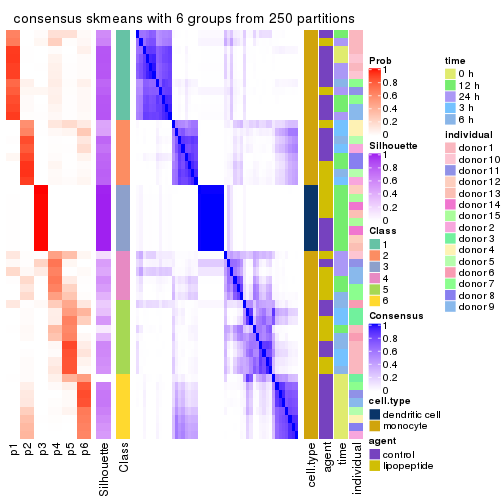 consensus skmeans with 6 groups from 250 partitions
p1
p2
p3
p4
p5
p6
Silhouette
Class
cell.type
agent
time
individual
Prob
1
0.8
0.6
0.4
0.2
0
Silhouette
1
0.8
0.6
0.4
0.2
0
Class
1
2
3
4
5
6
Consensus
1
0.8
0.6
0.4
0.2
0
cell.type
dendritic cell
monocyte
agent
control
lipopeptide
time
0 h
12 h
24 h
3 h
6 h
individual
donor 1
donor 10
donor 11
donor 12
donor 13
donor 14
donor 15
donor 2
donor 3
donor 4
donor 5
donor 6
donor 7
donor 8
donor 9